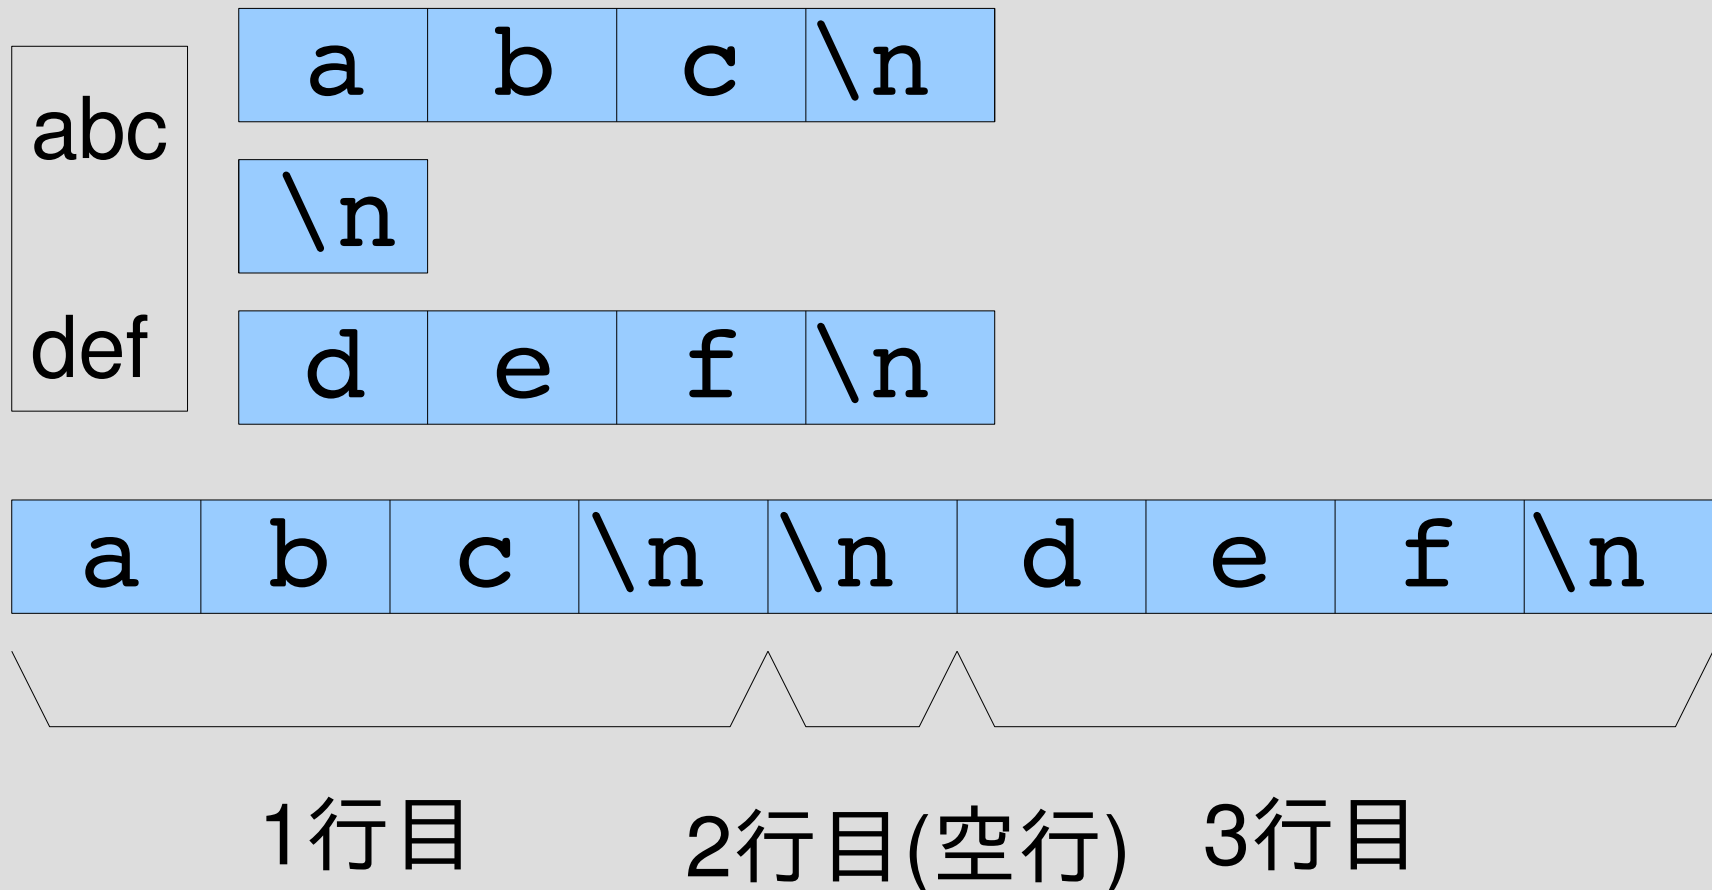 abc
def
a b c \n
\n
d e f \n
a b c \n \n d e f \n
1行目 2行目(空行) 3行目